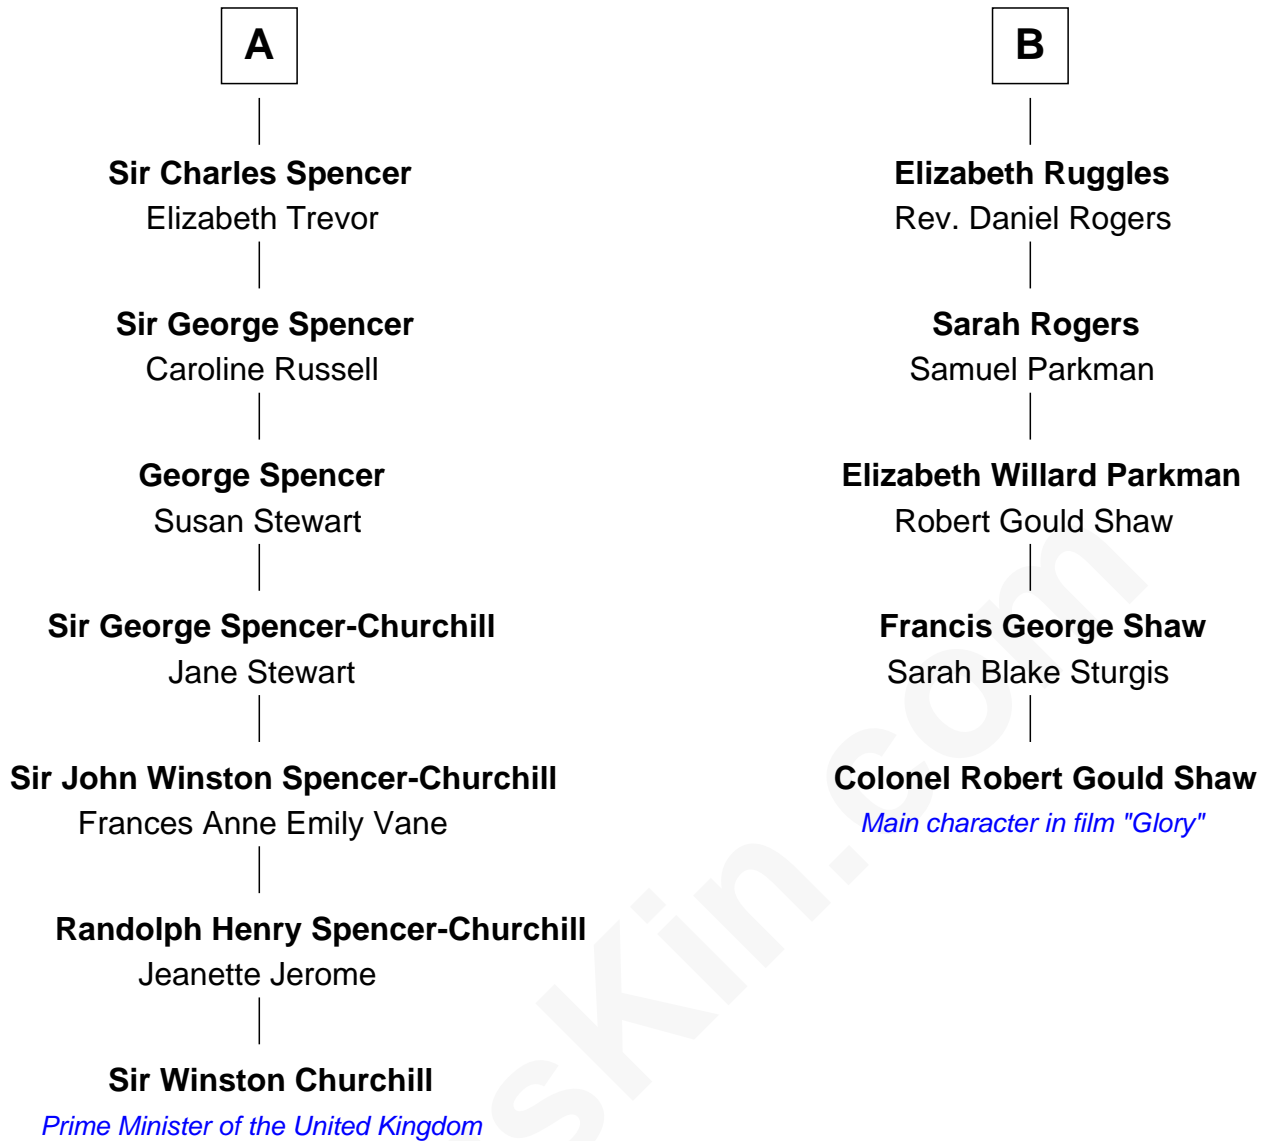 A
Sir Charles Spencer
Elizabeth Trevor
Sir George Spencer
Caroline Russell
George Spencer
Susan Stewart
Sir George Spencer-Churchill
Jane Stewart
Sir John Winston Spencer-Churchill
Frances Anne Emily Vane
Randolph Henry Spencer-Churchill
Jeanette Jerome
Sir Winston Churchill
Prime Minister of the United Kingdom
B
Elizabeth Ruggles
Rev. Daniel Rogers
Sarah Rogers
Samuel Parkman
Elizabeth Willard Parkman
Robert Gould Shaw
Francis George Shaw
Sarah Blake Sturgis
Colonel Robert Gould Shaw
Main character in film "Glory"
sKin.com